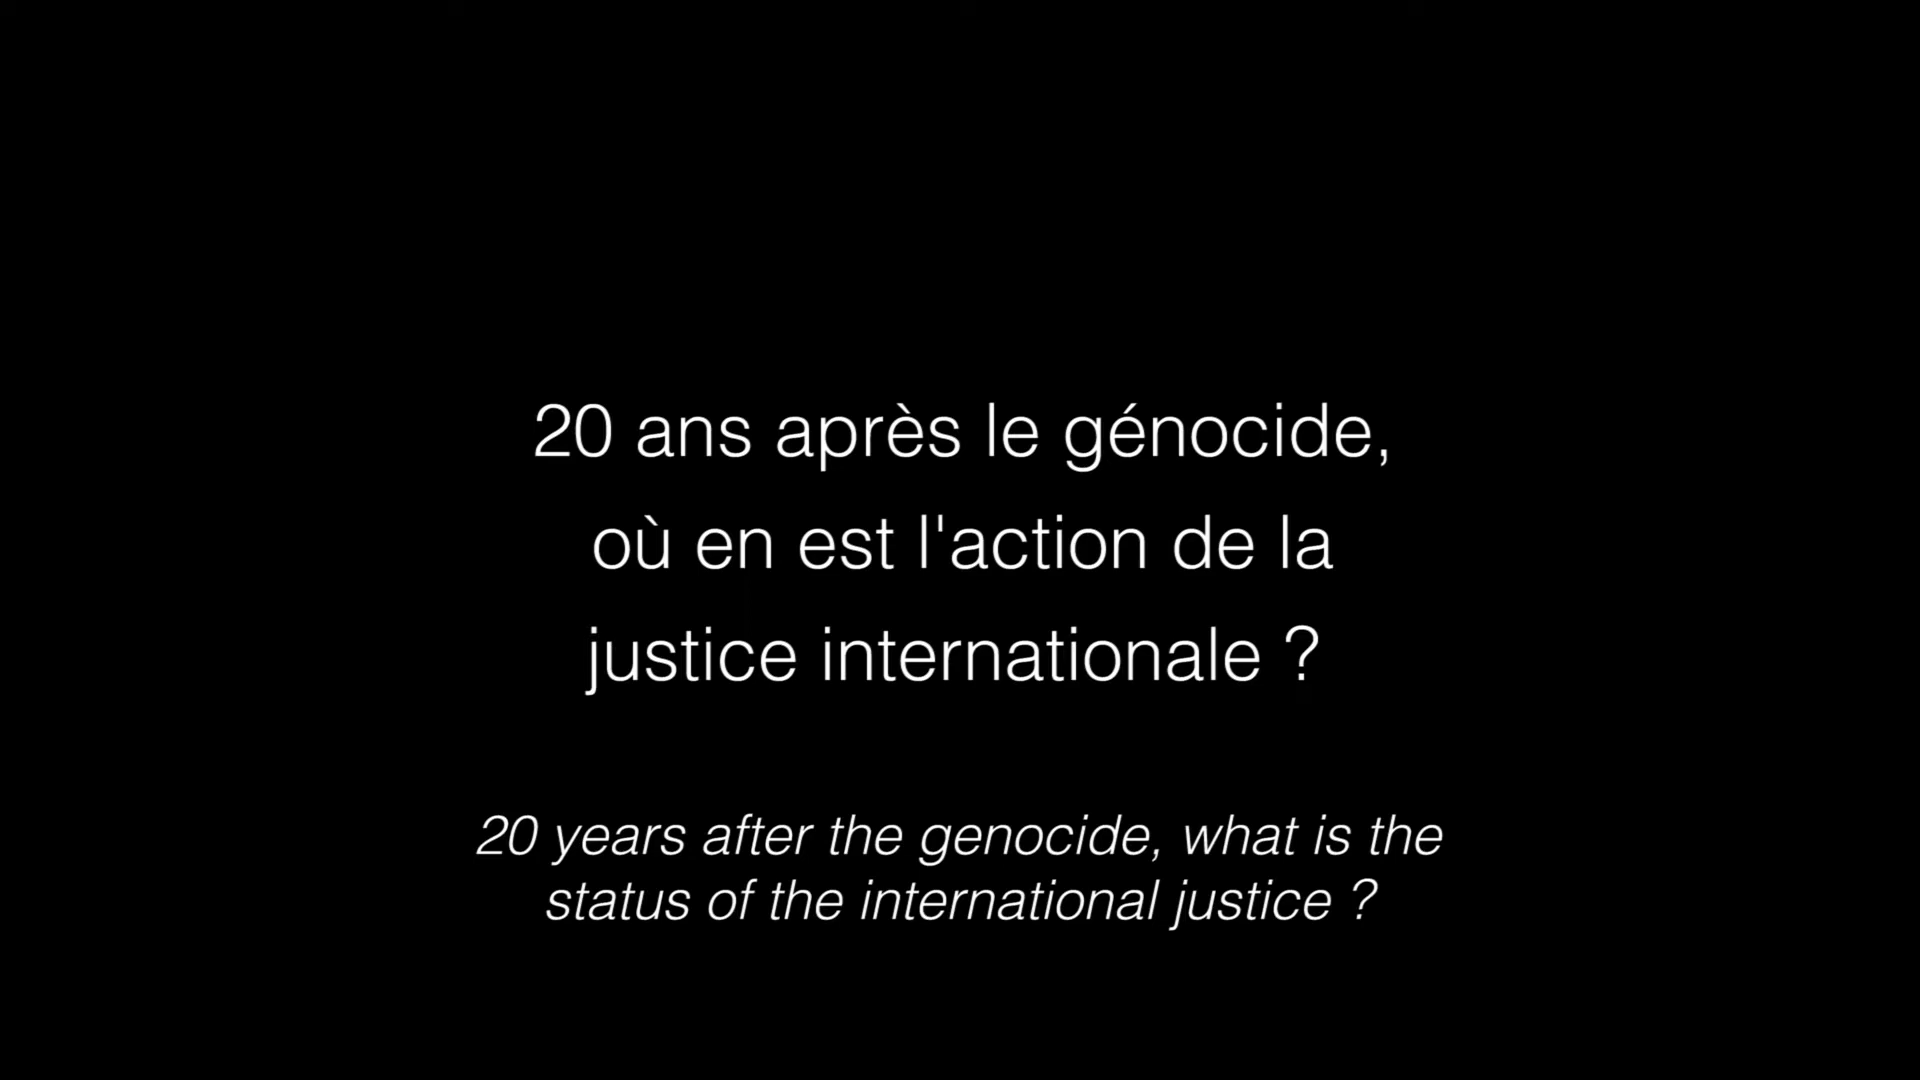 20 ans après le génocide,
où en est l'action de la
justice internationale ?
20 years after the genocide, what is the
status of the international justice ?